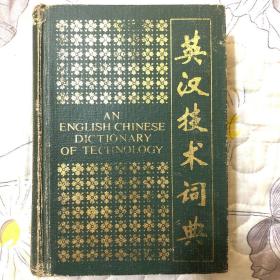 AN
ENGLISH CHINESE
DICTIONARY
OF TECHNOLOGY
英汉技术词典